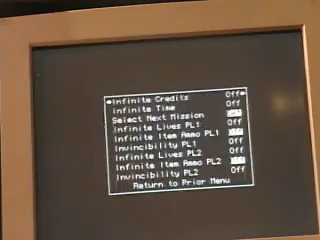 Infinite Credits Off
Infinite Time Off
Select Next Mission
Infinite Lives PL1 Off
Infinite Item Ammo PL1
Invincibility PL1 Off
Infinite Lives PL2 Off
Infinite Item Ammo PL2
Invincibility PL2 Off
Return to Prior Menu